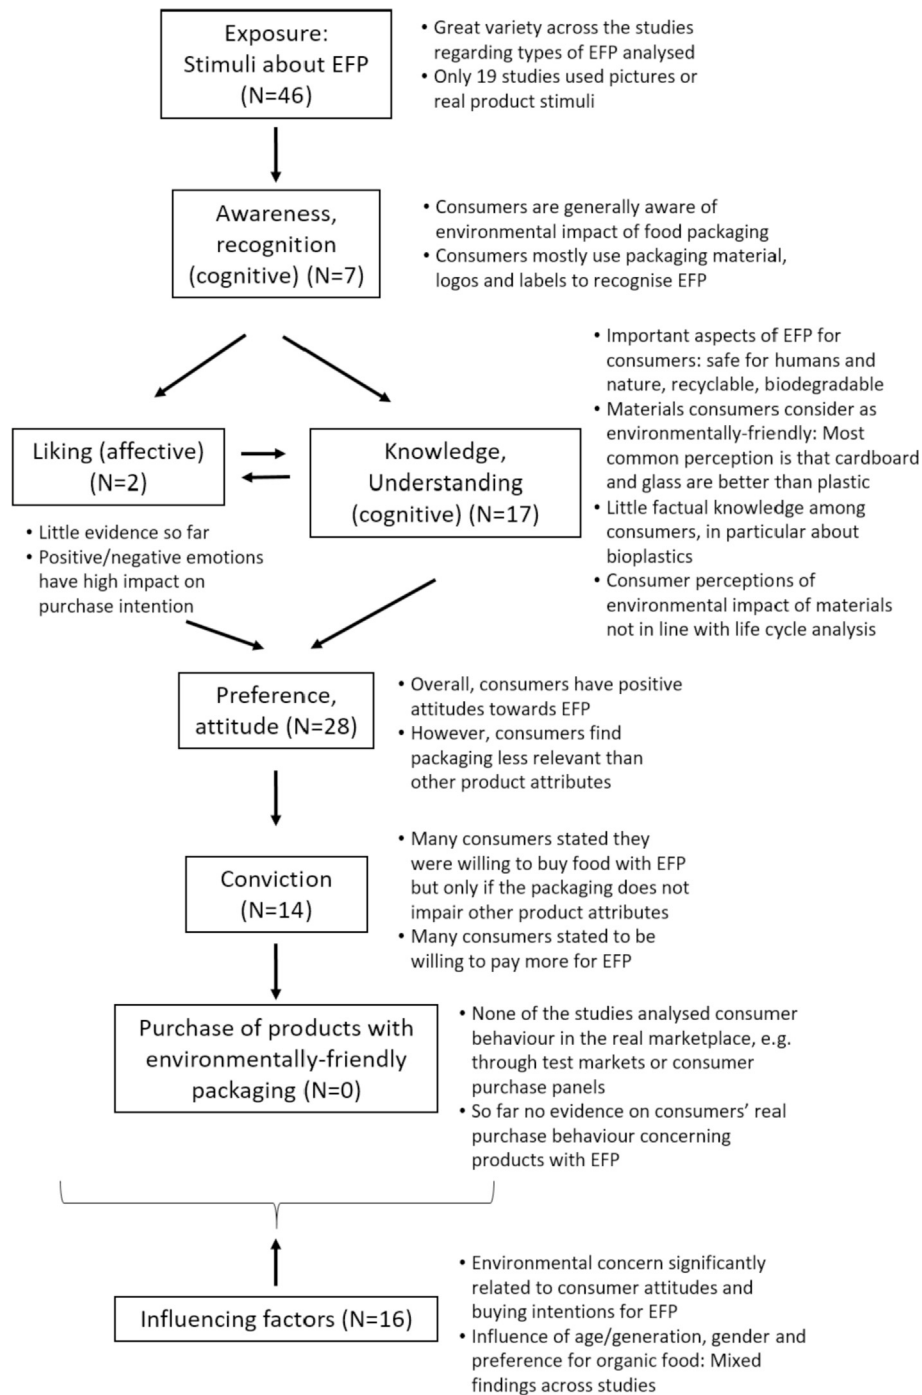 Exposure:
Stimuli about EFP
(N=46)
• Great variety across the studies
regarding types of EFP analysed
• Only 19 studies used pictures or
real product stimuli
Awareness,
recognition
(cognitive) (N=7)
• Consumers are generally aware of
environmental impact of food packaging
• Consumers mostly use packaging material,
logos and labels to recognise EFP
Liking (affective)
(N=2)
• Little evidence so far
• Positive/negative emotions
have high impact on
purchase intention
Knowledge,
Understanding
(cognitive) (N=17)
• Important aspects of EFP for
consumers: safe for humans and
nature, recyclable, biodegradable
• Materials consumers consider as
environmentally-friendly: Most
common perception is that cardboard
and glass are better than plastic
• Little factual knowledge among
consumers, in particular about
bioplastics
• Consumer perceptions of
environmental impact of materials
not in line with life cycle analysis
Preference,
attitude (N=28)
• Overall, consumers have positive
attitudes towards EFP
• However, consumers find
packaging less relevant than
other product attributes
Conviction
(N=14)
• Many consumers stated they
were willing to buy food with EFP
but only if the packaging does not
impair other product attributes
• Many consumers stated to be
willing to pay more for EFP
Purchase of products with
environmentally-friendly
packaging (N=0)
• None of the studies analysed consumer
behaviour in the real marketplace, e.g.
through test markets or consumer
purchase panels
• So far no evidence on consumers’ real
purchase behaviour concerning
products with EFP
Influencing factors (N=16)
• Environmental concern significantly
related to consumer attitudes and
buying intentions for EFP
• Influence of age/generation, gender and
preference for organic food: Mixed
findings across studies